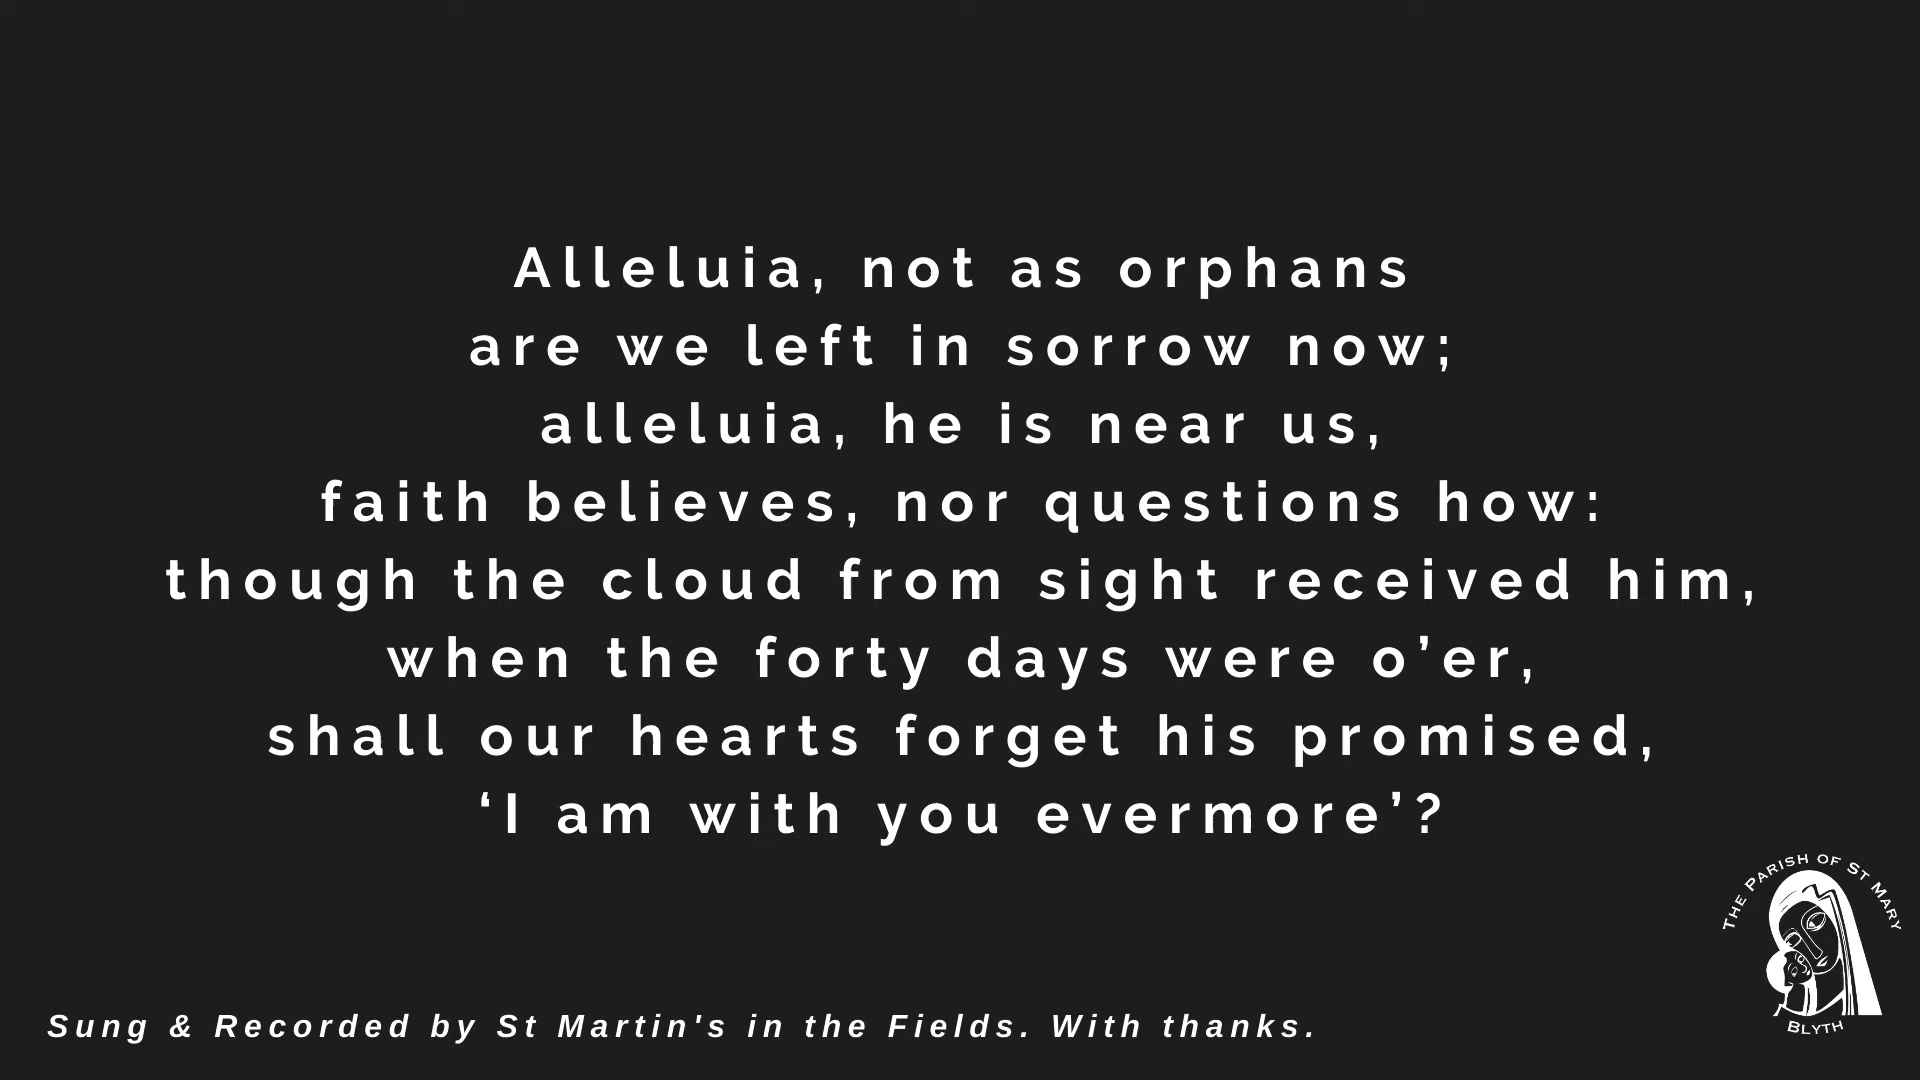 Alleluia, not as orphans
are we left in sorrow now;
alleluia, he is near us,
faith believes, nor questions how:
though the cloud from sight received him,
when the forty days were o’er,
shall our hearts forget his promised,
‘I am with you evermore’?
The Parish of St Mary
Blyth
Sung & Recorded by St Martin's in the Fields. With thanks.